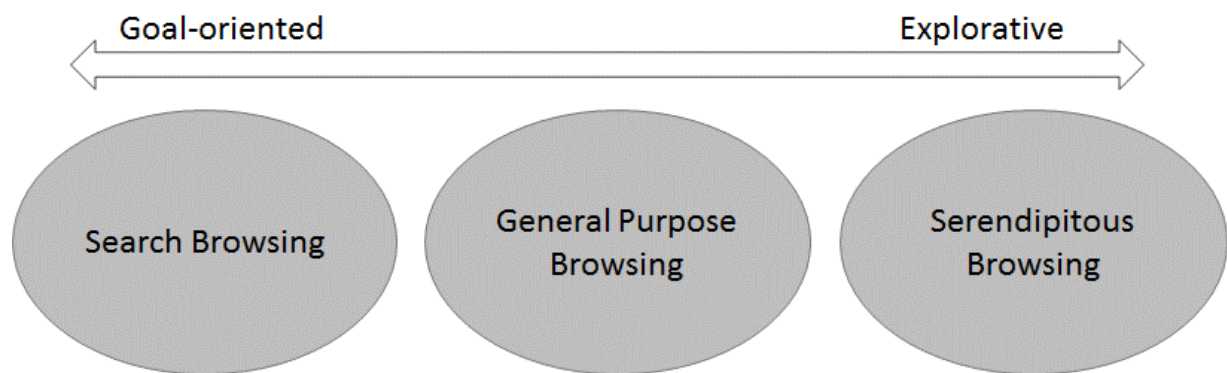 Goal-oriented
Explorative
Search Browsing
General Purpose
Browsing
Serendipitous
Browsing